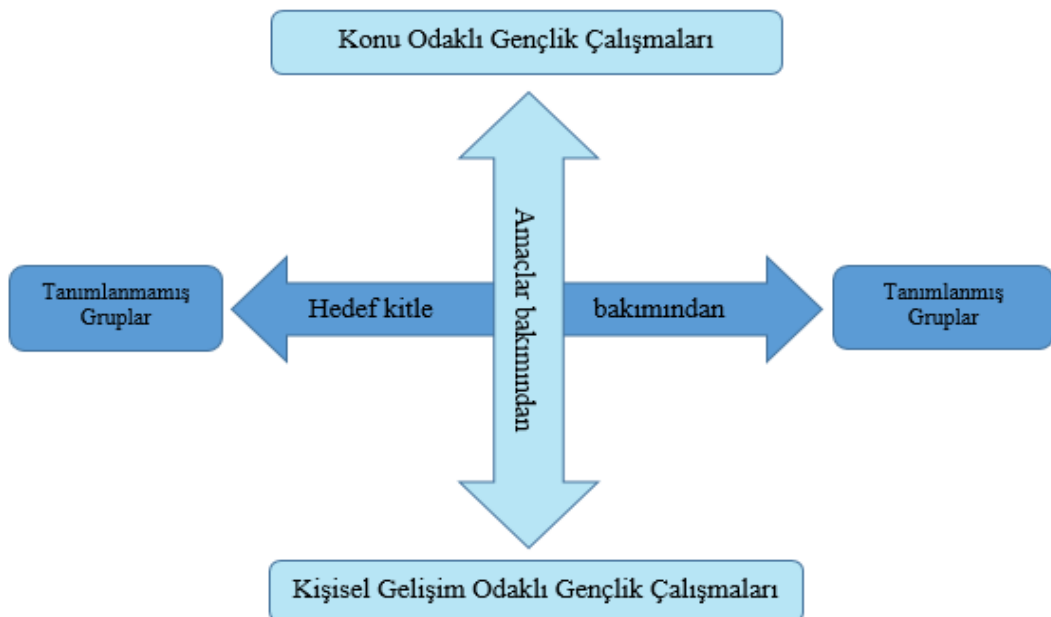 Konu Odaklı Gençlik Çalışmaları
Amaçlar bakımından
Tanımlanmamış
Gruplar
Hedef kitle bakımından
Tanımlanmış
Gruplar
Kişisel Gelişim Odaklı Gençlik Çalışmaları